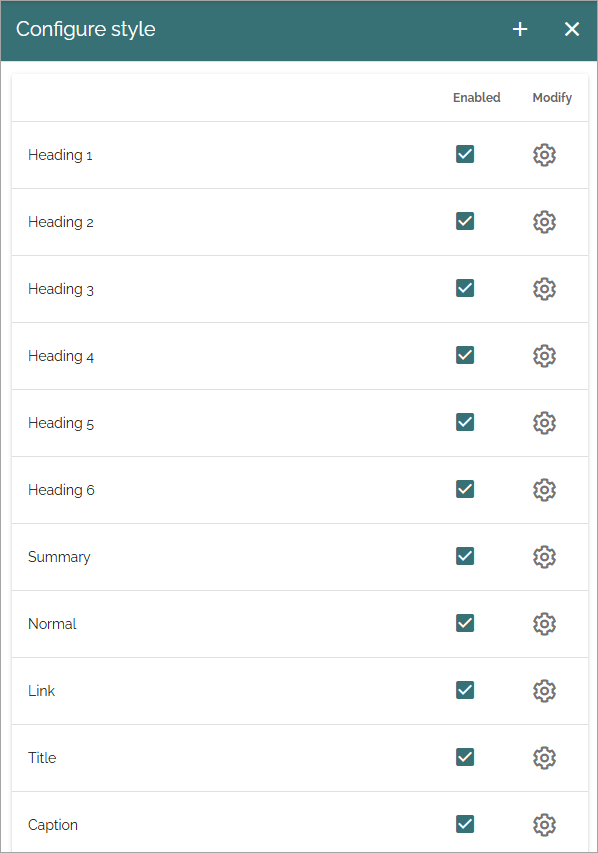 Configure style
Enabled Modify
Heading 1
Heading 2
Heading 3
Heading 4
Heading 5
Heading 6
Summary
Normal
Link
Title
Caption